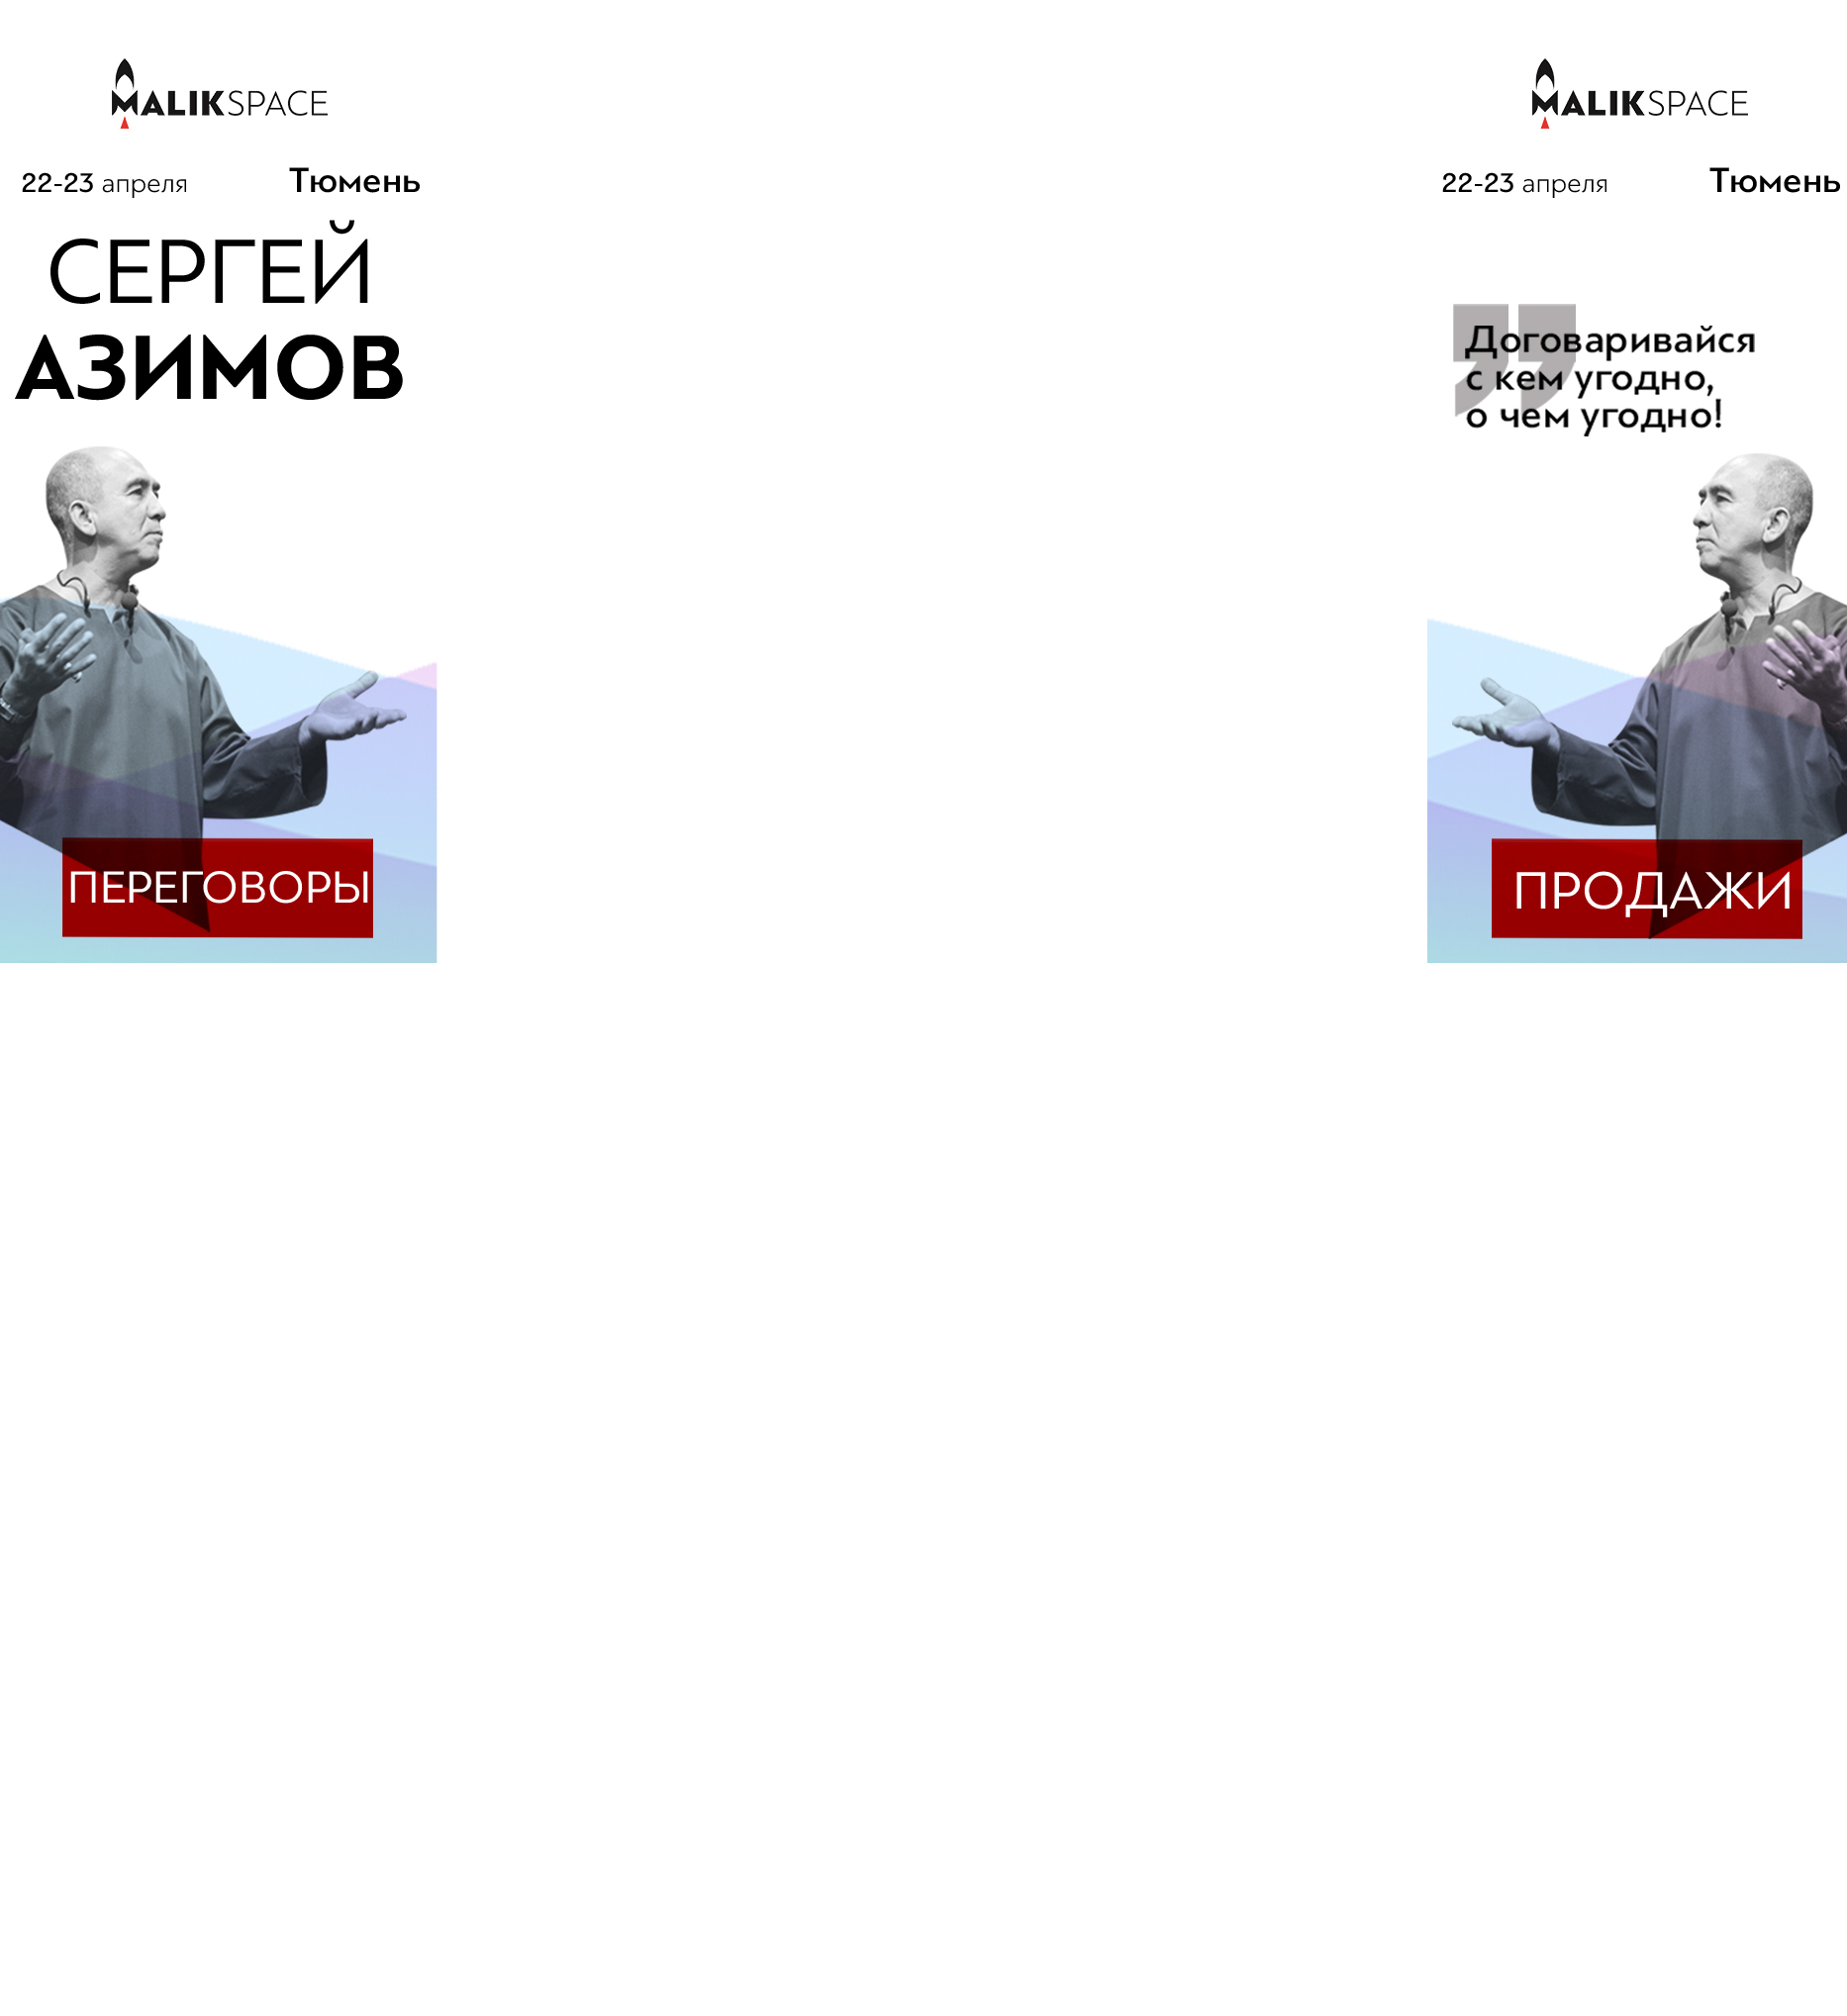 MALIKSPACE
22-23 апреля
Тюмень
СЕРГЕЙ
АЗИМОВ
ПЕРЕГОВОРЫ
MALIKSPACE
22-23 апреля
Тюмень
Договаривайся
с кем угодно,
о чем угодно!
ПРОДАЖИ